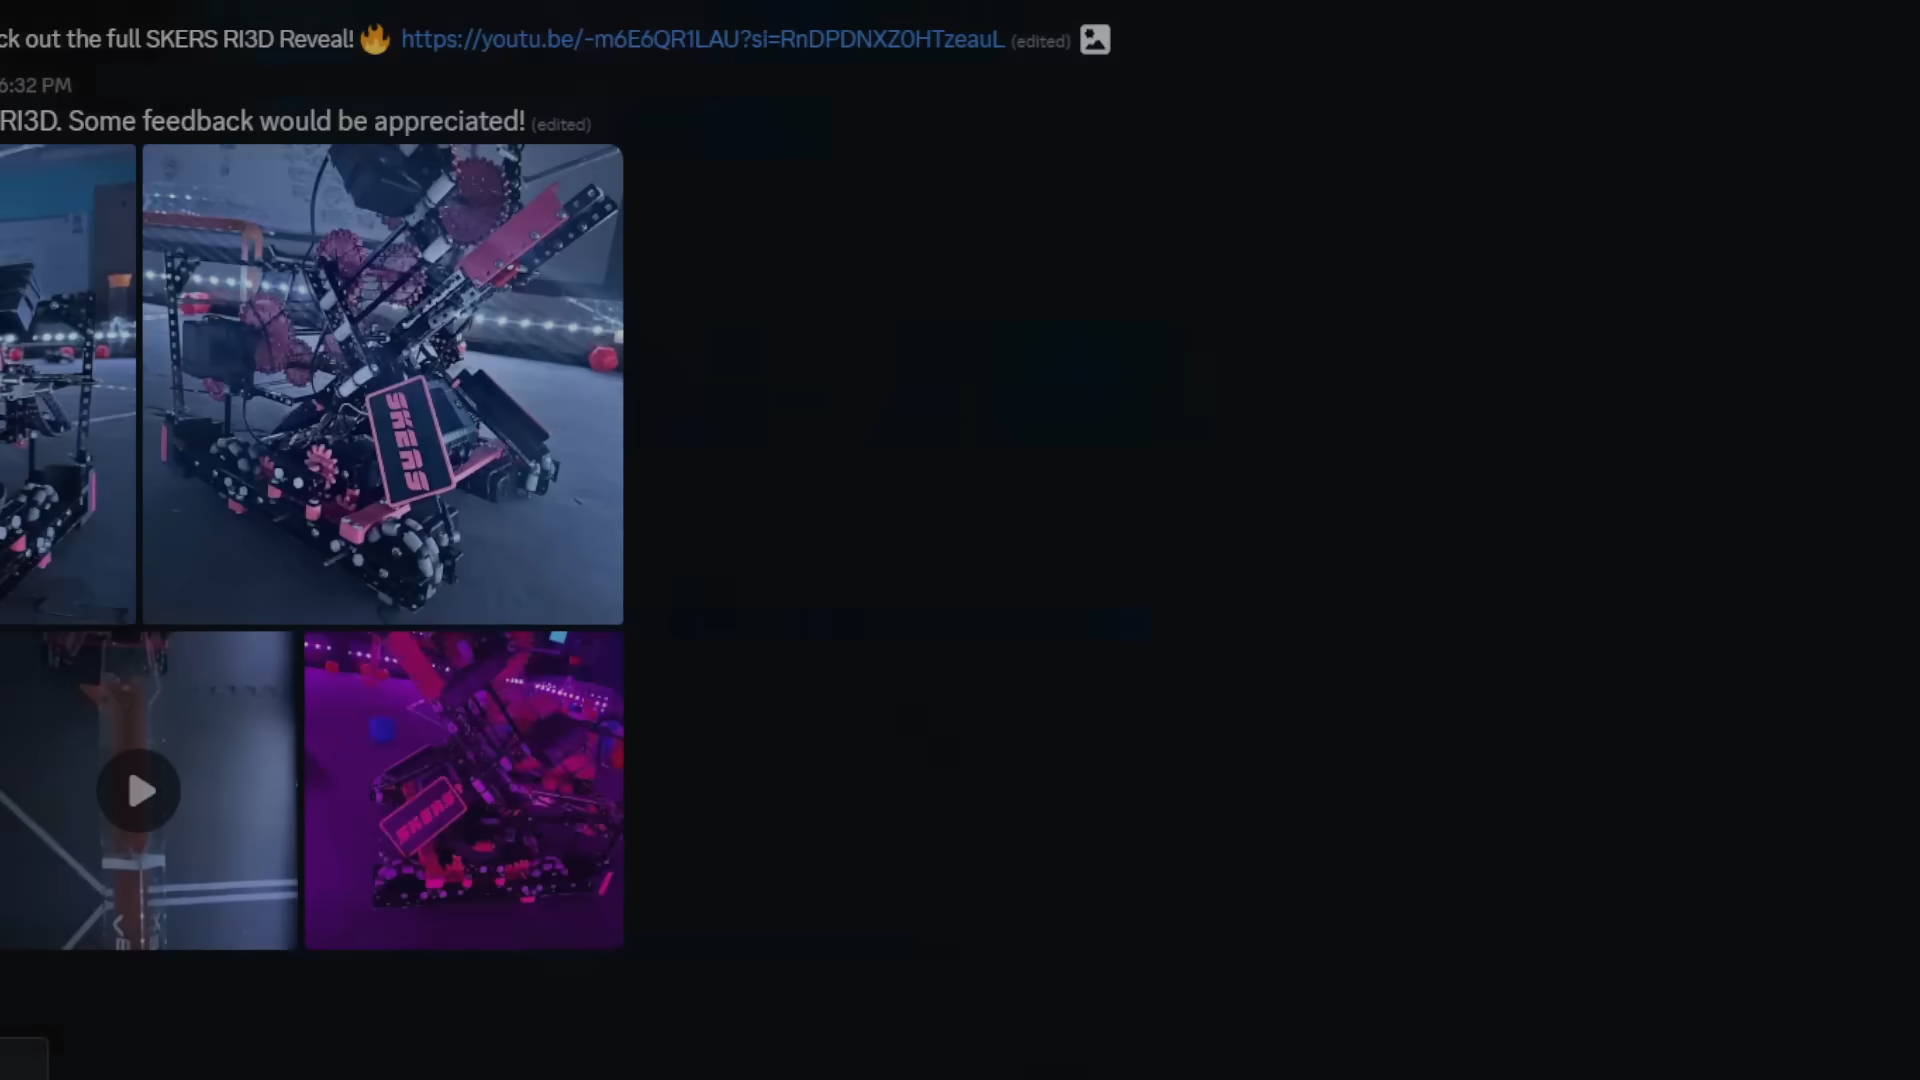 ck out the full SKERS RI3D Reveal!🔥 https://youtu.be/-m6E6QR1LAU?si=RnDPDNXZ0HTzeauL (edited)
6:32 PM
RI3D. Some feedback would be appreciated! (edited)
SKERS
SKERS
VE